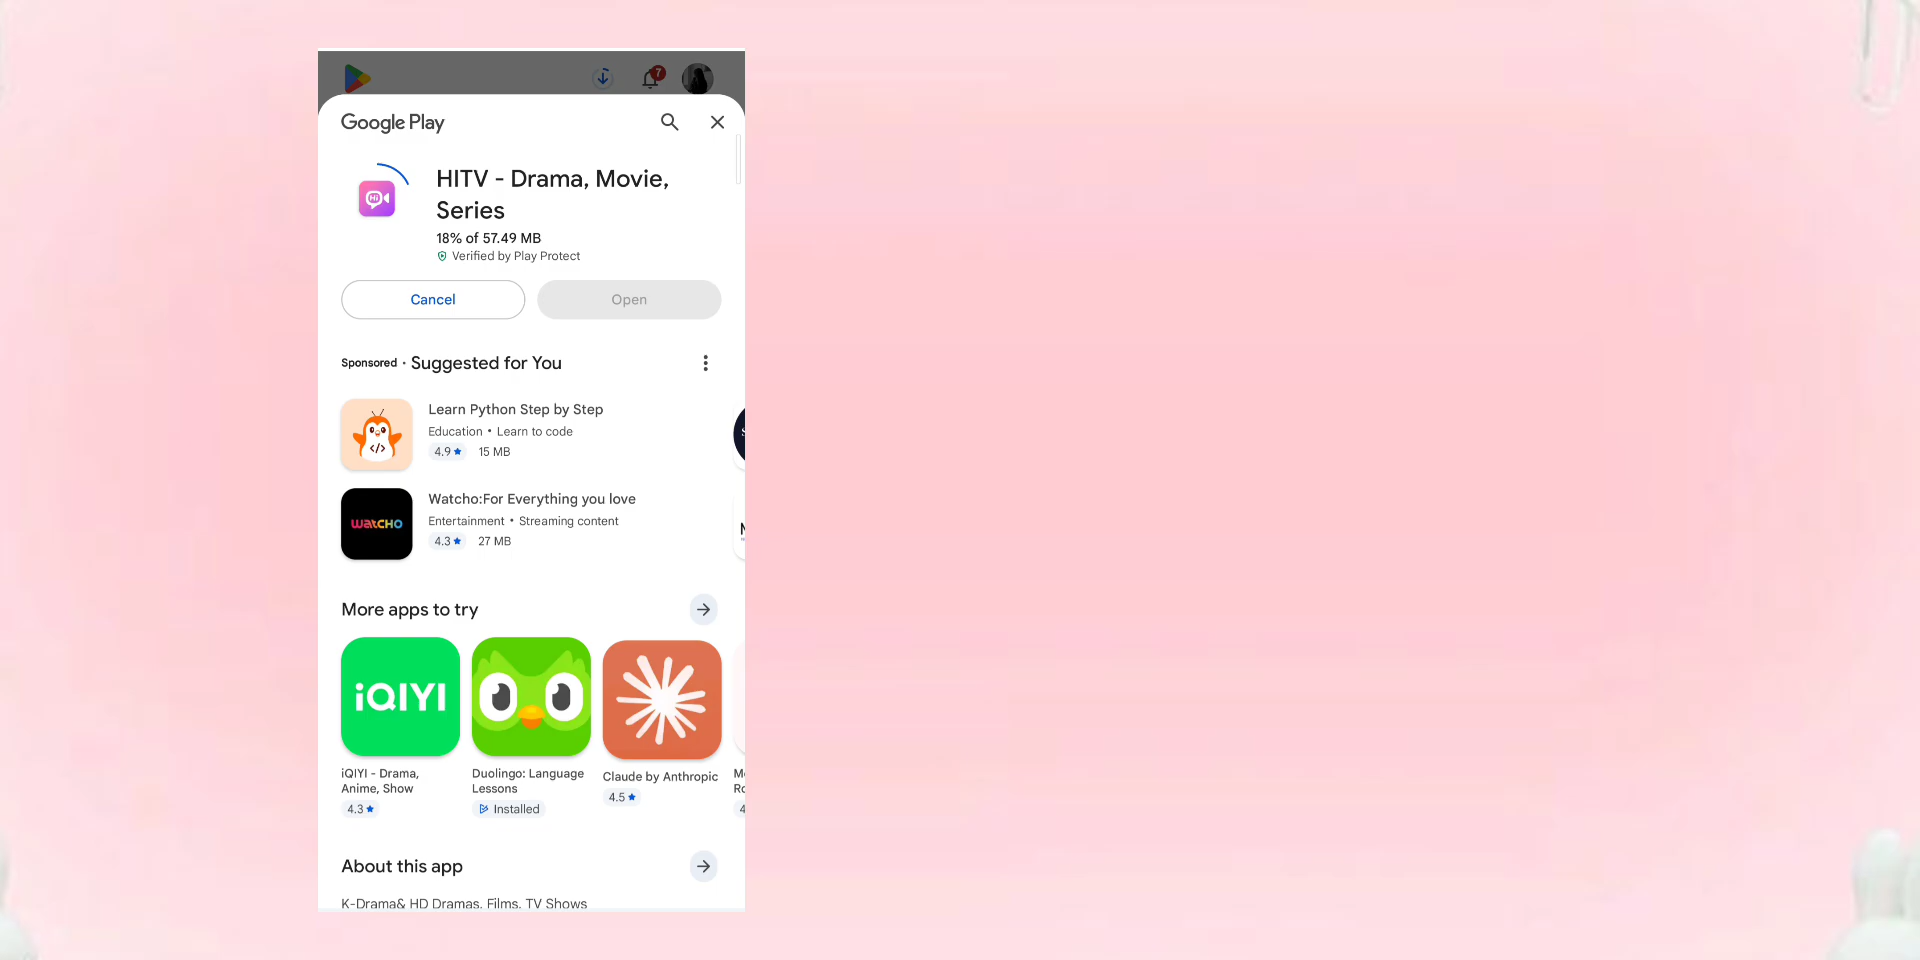 7
Google Play
Hi
HITV - Drama, Movie,
Series
18% of 57.49 MB
Verified by Play Protect
Cancel
Open
Sponsored · Suggested for You
Learn Python Step by Step
Education • Learn to code
4.9 ★ 15 MB
</>
WATCHO
Watcho:For Everything you love
Entertainment • Streaming content
4.3 ★ 27 MB
More apps to try
iQIYI
iQIYI - Drama,
Anime, Show
4.3 ★
Duolingo: Language
Lessons
Installed
Claude by Anthropic
4.5 ★
About this app
K-Drama& HD Dramas, Films, TV Shows